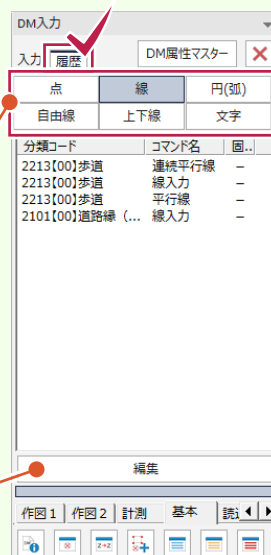 DM入力
入力 履歴 DM属性マスター
点 線 円(弧)
自由線 上下線 文字
分類コード コマンド名 固...
2213【00】歩道 連続平行線 −
2213【00】歩道 線入力 −
2213【00】歩道 平行線 −
2101【00】道路縁（... 線入力 −
編集
作図1 作図2 計測 基本